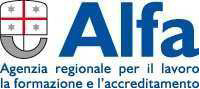 Alfa
Agenzia regionale per il lavoro
la formazione e l'accreditamento